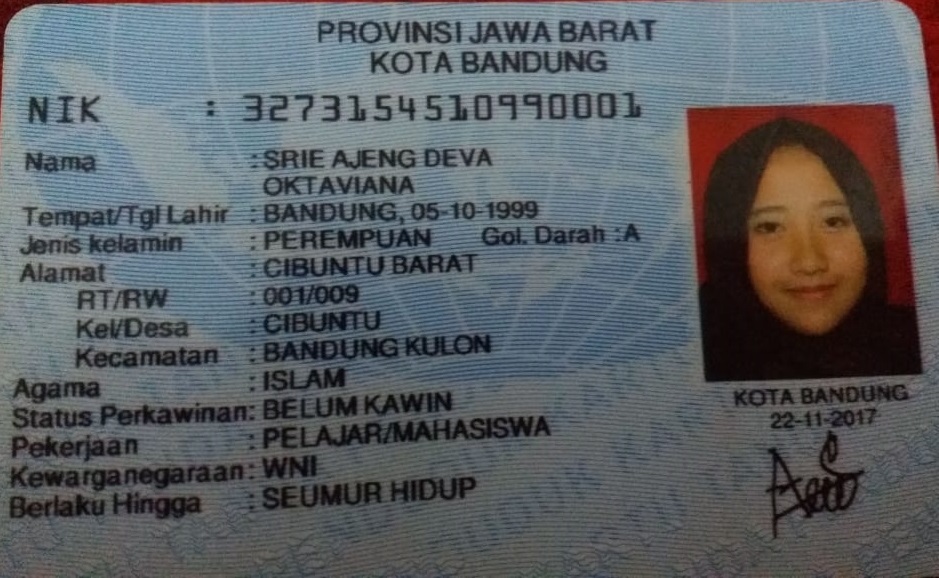 PROVINSI JAWA BARAT
KOTA BANDUNG
NIK : 3273154510990001
Nama : SRIE AJENG DEVA
OKTAVIANA
Tempat/Tgl Lahir : BANDUNG, 05-10-1999
Jenis kelamin : PEREMPUAN Gol. Darah : A
Alamat : CIBUNTU BARAT
RT/RW : 001/009
Kel/Desa : CIBUNTU
Kecamatan : BANDUNG KULON
Agama : ISLAM
Status Perkawinan: BELUM KAWIN
Pekerjaan : PELAJAR/MAHASISWA
Kewarganegaraan: WNI
Berlaku Hingga : SEUMUR HIDUP
KOTA BANDUNG
22-11-2017